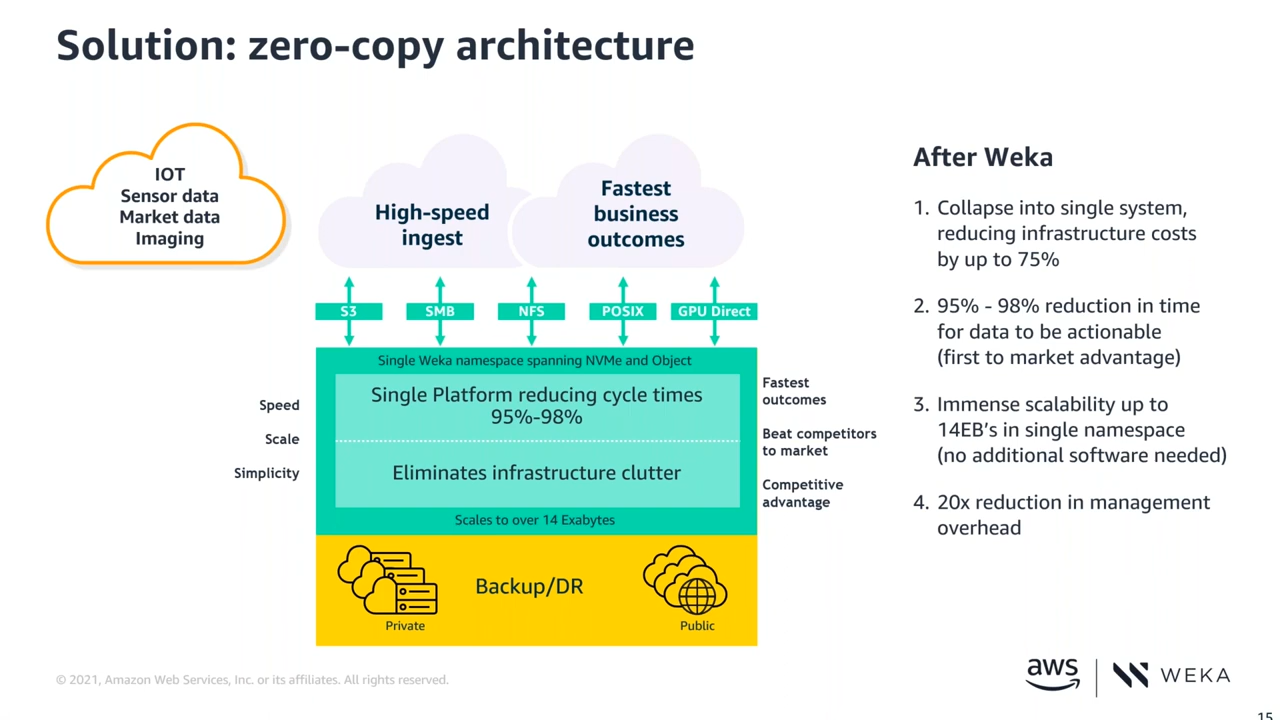 Solution: zero-copy architecture
IOT
Sensor data
Market data
Imaging
High-speed
ingest
Fastest
business
outcomes
S3
SMB
NFS
POSIX
GPU Direct
Single Weka namespace spanning NVMe and Object
Single Platform reducing cycle times
95%-98%
Eliminates infrastructure clutter
Scales to over 14 Exabytes
Speed
Scale
Simplicity
Fastest
outcomes
Beat competitors
to market
Competitive
advantage
Backup/DR
Private
Public
After Weka
1. Collapse into single system,
reducing infrastructure costs
by up to 75%
2. 95% - 98% reduction in time
for data to be actionable
(first to market advantage)
3. Immense scalability up to
14EB’s in single namespace
(no additional software needed)
4. 20x reduction in management
overhead
© 2021, Amazon Web Services, Inc. or its affiliates. All rights reserved.
aws
WEKA
15